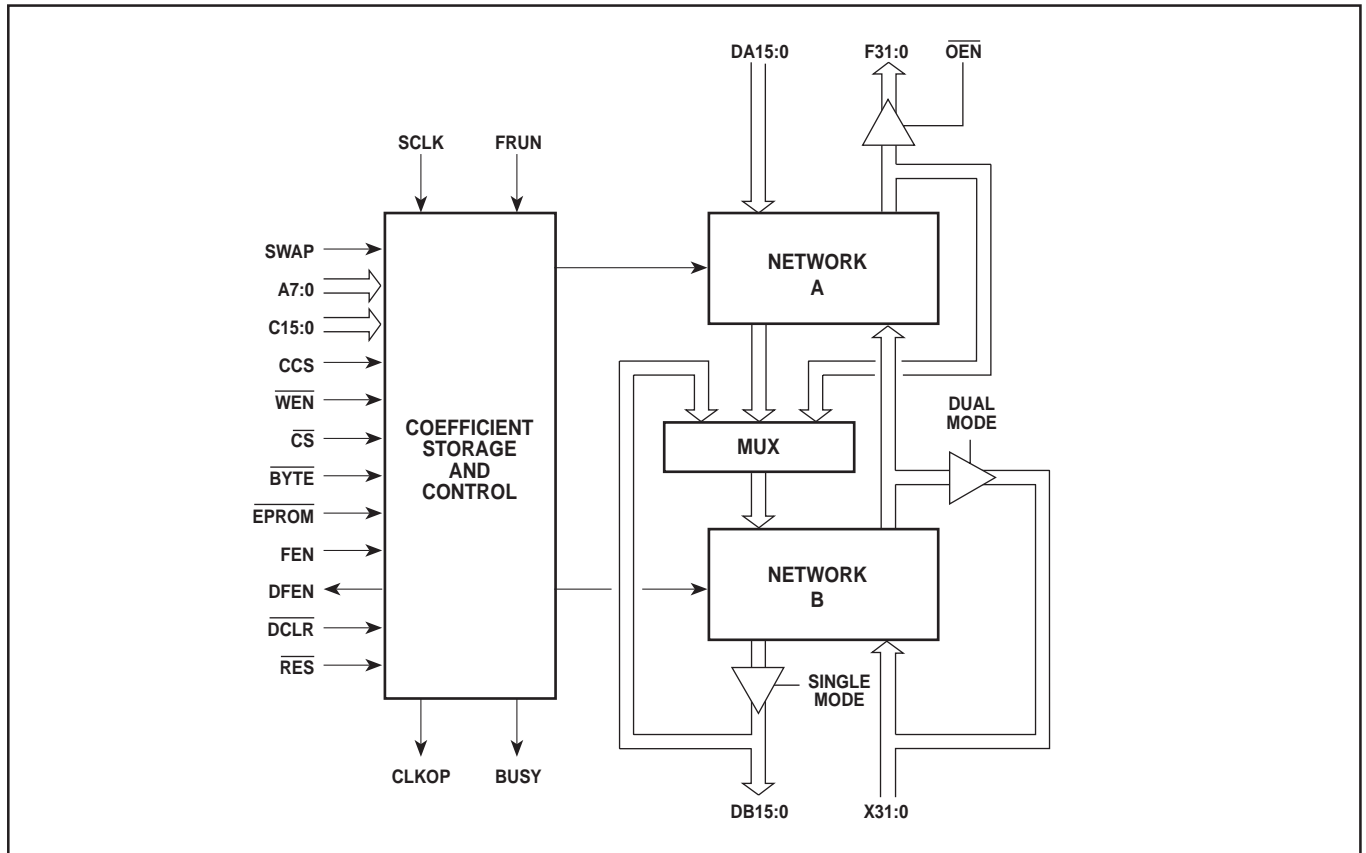 DA15:0
F31:0
OEN
SCLK
FRUN
SWAP
A7:0
C15:0
CCS
WEN
CS
BYTE
EPROM
FEN
DFEN
DCLR
RES
COEFFICIENT
STORAGE
AND
CONTROL
CLKOP
BUSY
NETWORK
A
MUX
DUAL
MODE
NETWORK
B
SINGLE
MODE
DB15:0
X31:0